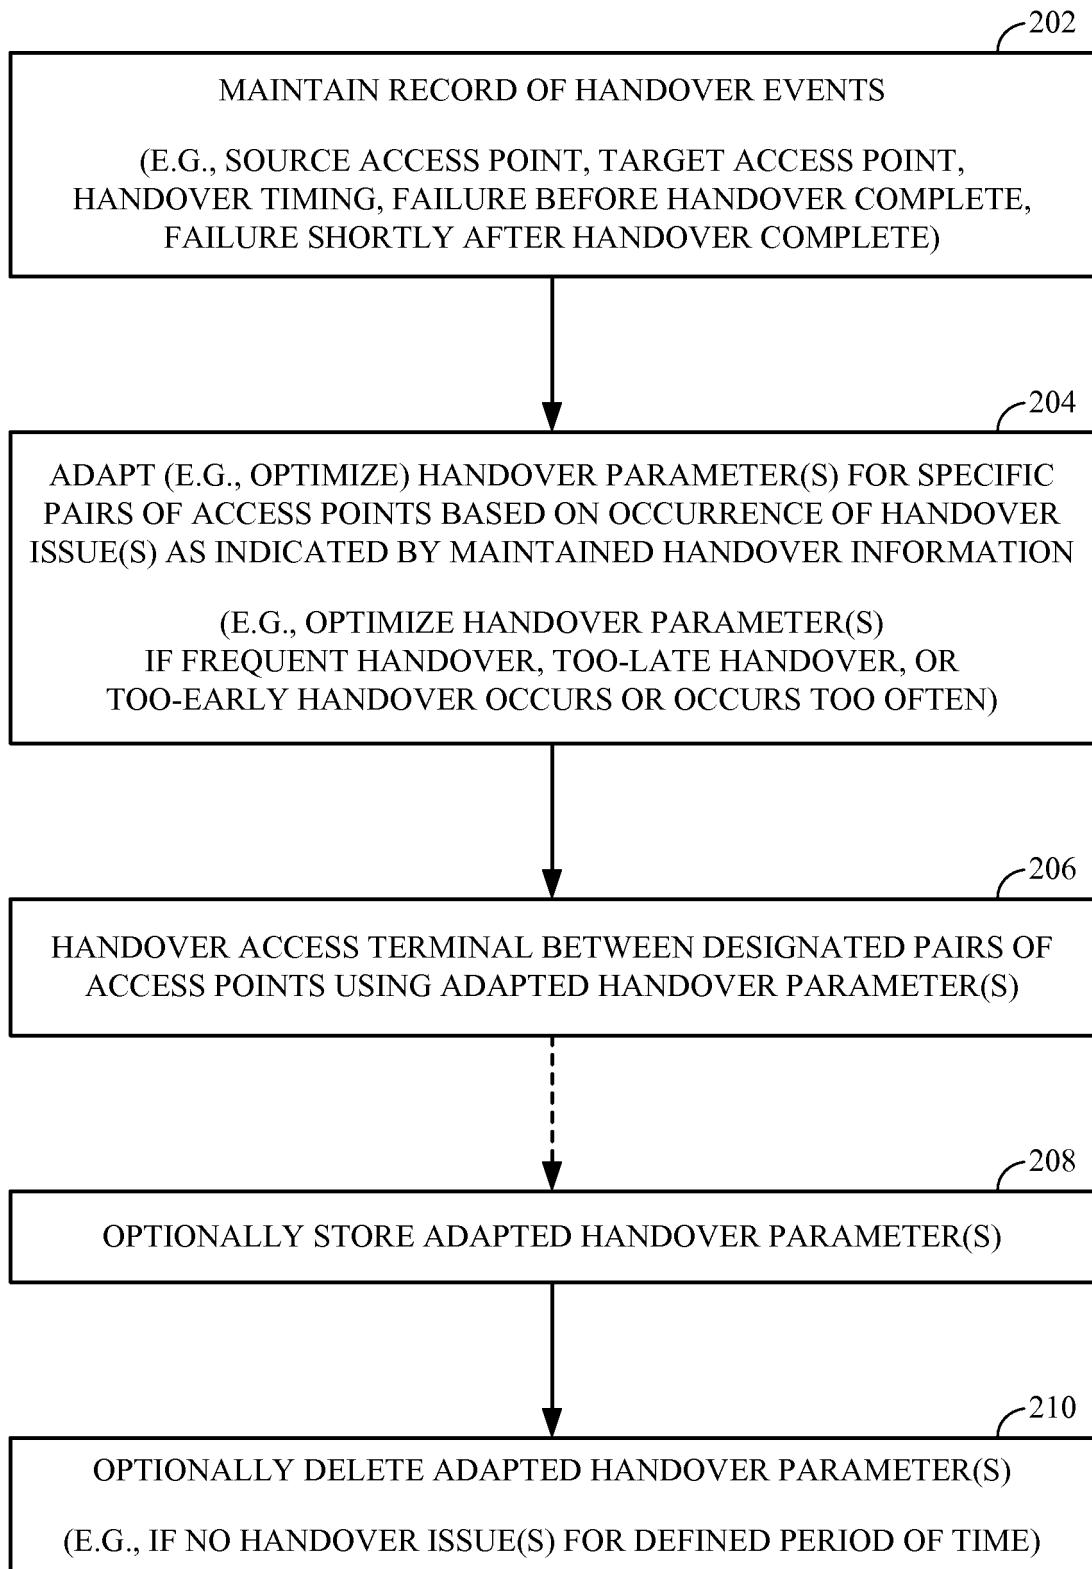 202
MAINTAIN RECORD OF HANDOVER EVENTS
(E.G., SOURCE ACCESS POINT, TARGET ACCESS POINT,
HANDOVER TIMING, FAILURE BEFORE HANDOVER COMPLETE,
FAILURE SHORTLY AFTER HANDOVER COMPLETE)
204
ADAPT (E.G., OPTIMIZE) HANDOVER PARAMETER(S) FOR SPECIFIC
PAIRS OF ACCESS POINTS BASED ON OCCURRENCE OF HANDOVER
ISSUE(S) AS INDICATED BY MAINTAINED HANDOVER INFORMATION
(E.G., OPTIMIZE HANDOVER PARAMETER(S)
IF FREQUENT HANDOVER, TOO-LATE HANDOVER, OR
TOO-EARLY HANDOVER OCCURS OR OCCURS TOO OFTEN)
206
HANDOVER ACCESS TERMINAL BETWEEN DESIGNATED PAIRS OF
ACCESS POINTS USING ADAPTED HANDOVER PARAMETER(S)
208
OPTIONALLY STORE ADAPTED HANDOVER PARAMETER(S)
210
OPTIONALLY DELETE ADAPTED HANDOVER PARAMETER(S)
(E.G., IF NO HANDOVER ISSUE(S) FOR DEFINED PERIOD OF TIME)